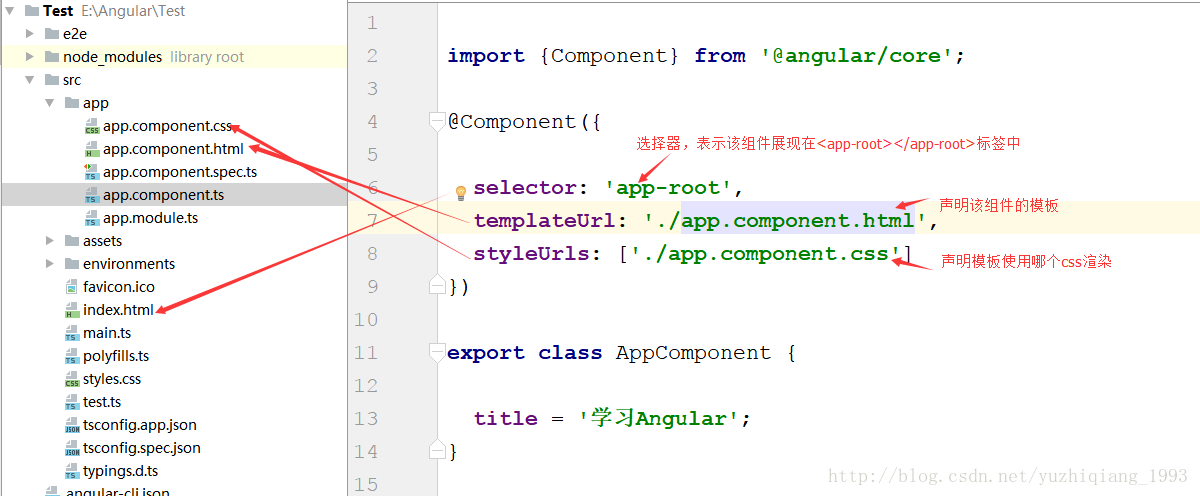 Test E:\Angular\Test
e2e
node_modules library root
src
app
app.component.css
app.component.html
app.component.spec.ts
app.component.ts
app.module.ts
assets
environments
favicon.ico
index.html
main.ts
polyfills.ts
styles.css
test.ts
tsconfig.app.json
tsconfig.spec.json
typings.d.ts
angular-cli.json
1
2 import {Component} from '@angular/core';
3
4 @Component({
5
选择器，表示该组件展现在<app-root></app-root>标签中
6 selector: 'app-root',
声明该组件的模板
7 templateUrl: './app.component.html',
8 styleUrls: ['./app.component.css']
声明模板使用哪个css渲染
9 })
10
11 export class AppComponent {
12
13 title = '学习Angular';
14 }
15
http://blog.csdn.net/yuzhiqiang_1993